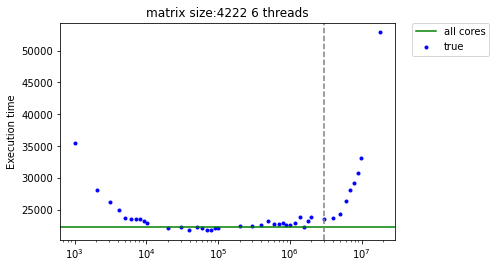 matrix size:4222 6 threads
Execution time
50000
45000
40000
35000
30000
25000
10³
10⁴
10⁵
10⁶
10⁷
all cores
true